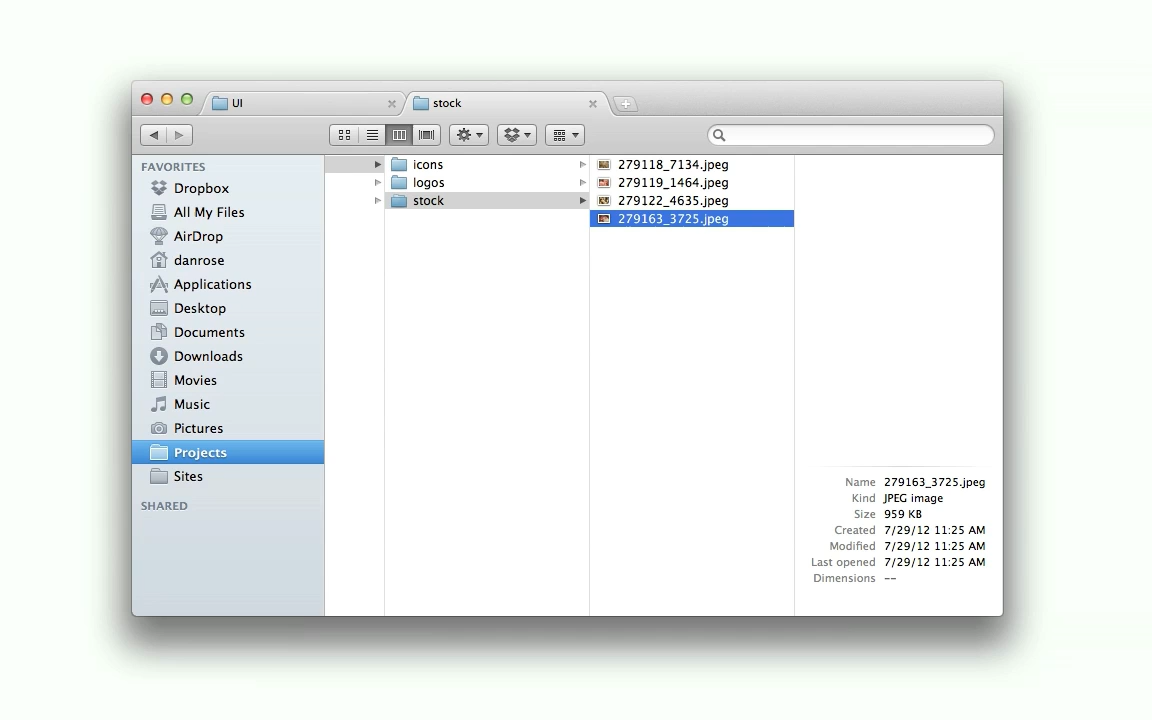 UI
stock
FAVORITES
Dropbox
All My Files
AirDrop
danrose
Applications
Desktop
Documents
Downloads
Movies
Music
Pictures
Projects
Sites
SHARED
icons
logos
stock
279118_7134.jpeg
279119_1464.jpeg
279122_4635.jpeg
279163_3725.jpeg
Name 279163_3725.jpeg
Kind JPEG image
Size 959 KB
Created 7/29/12 11:25 AM
Modified 7/29/12 11:25 AM
Last opened 7/29/12 11:25 AM
Dimensions --